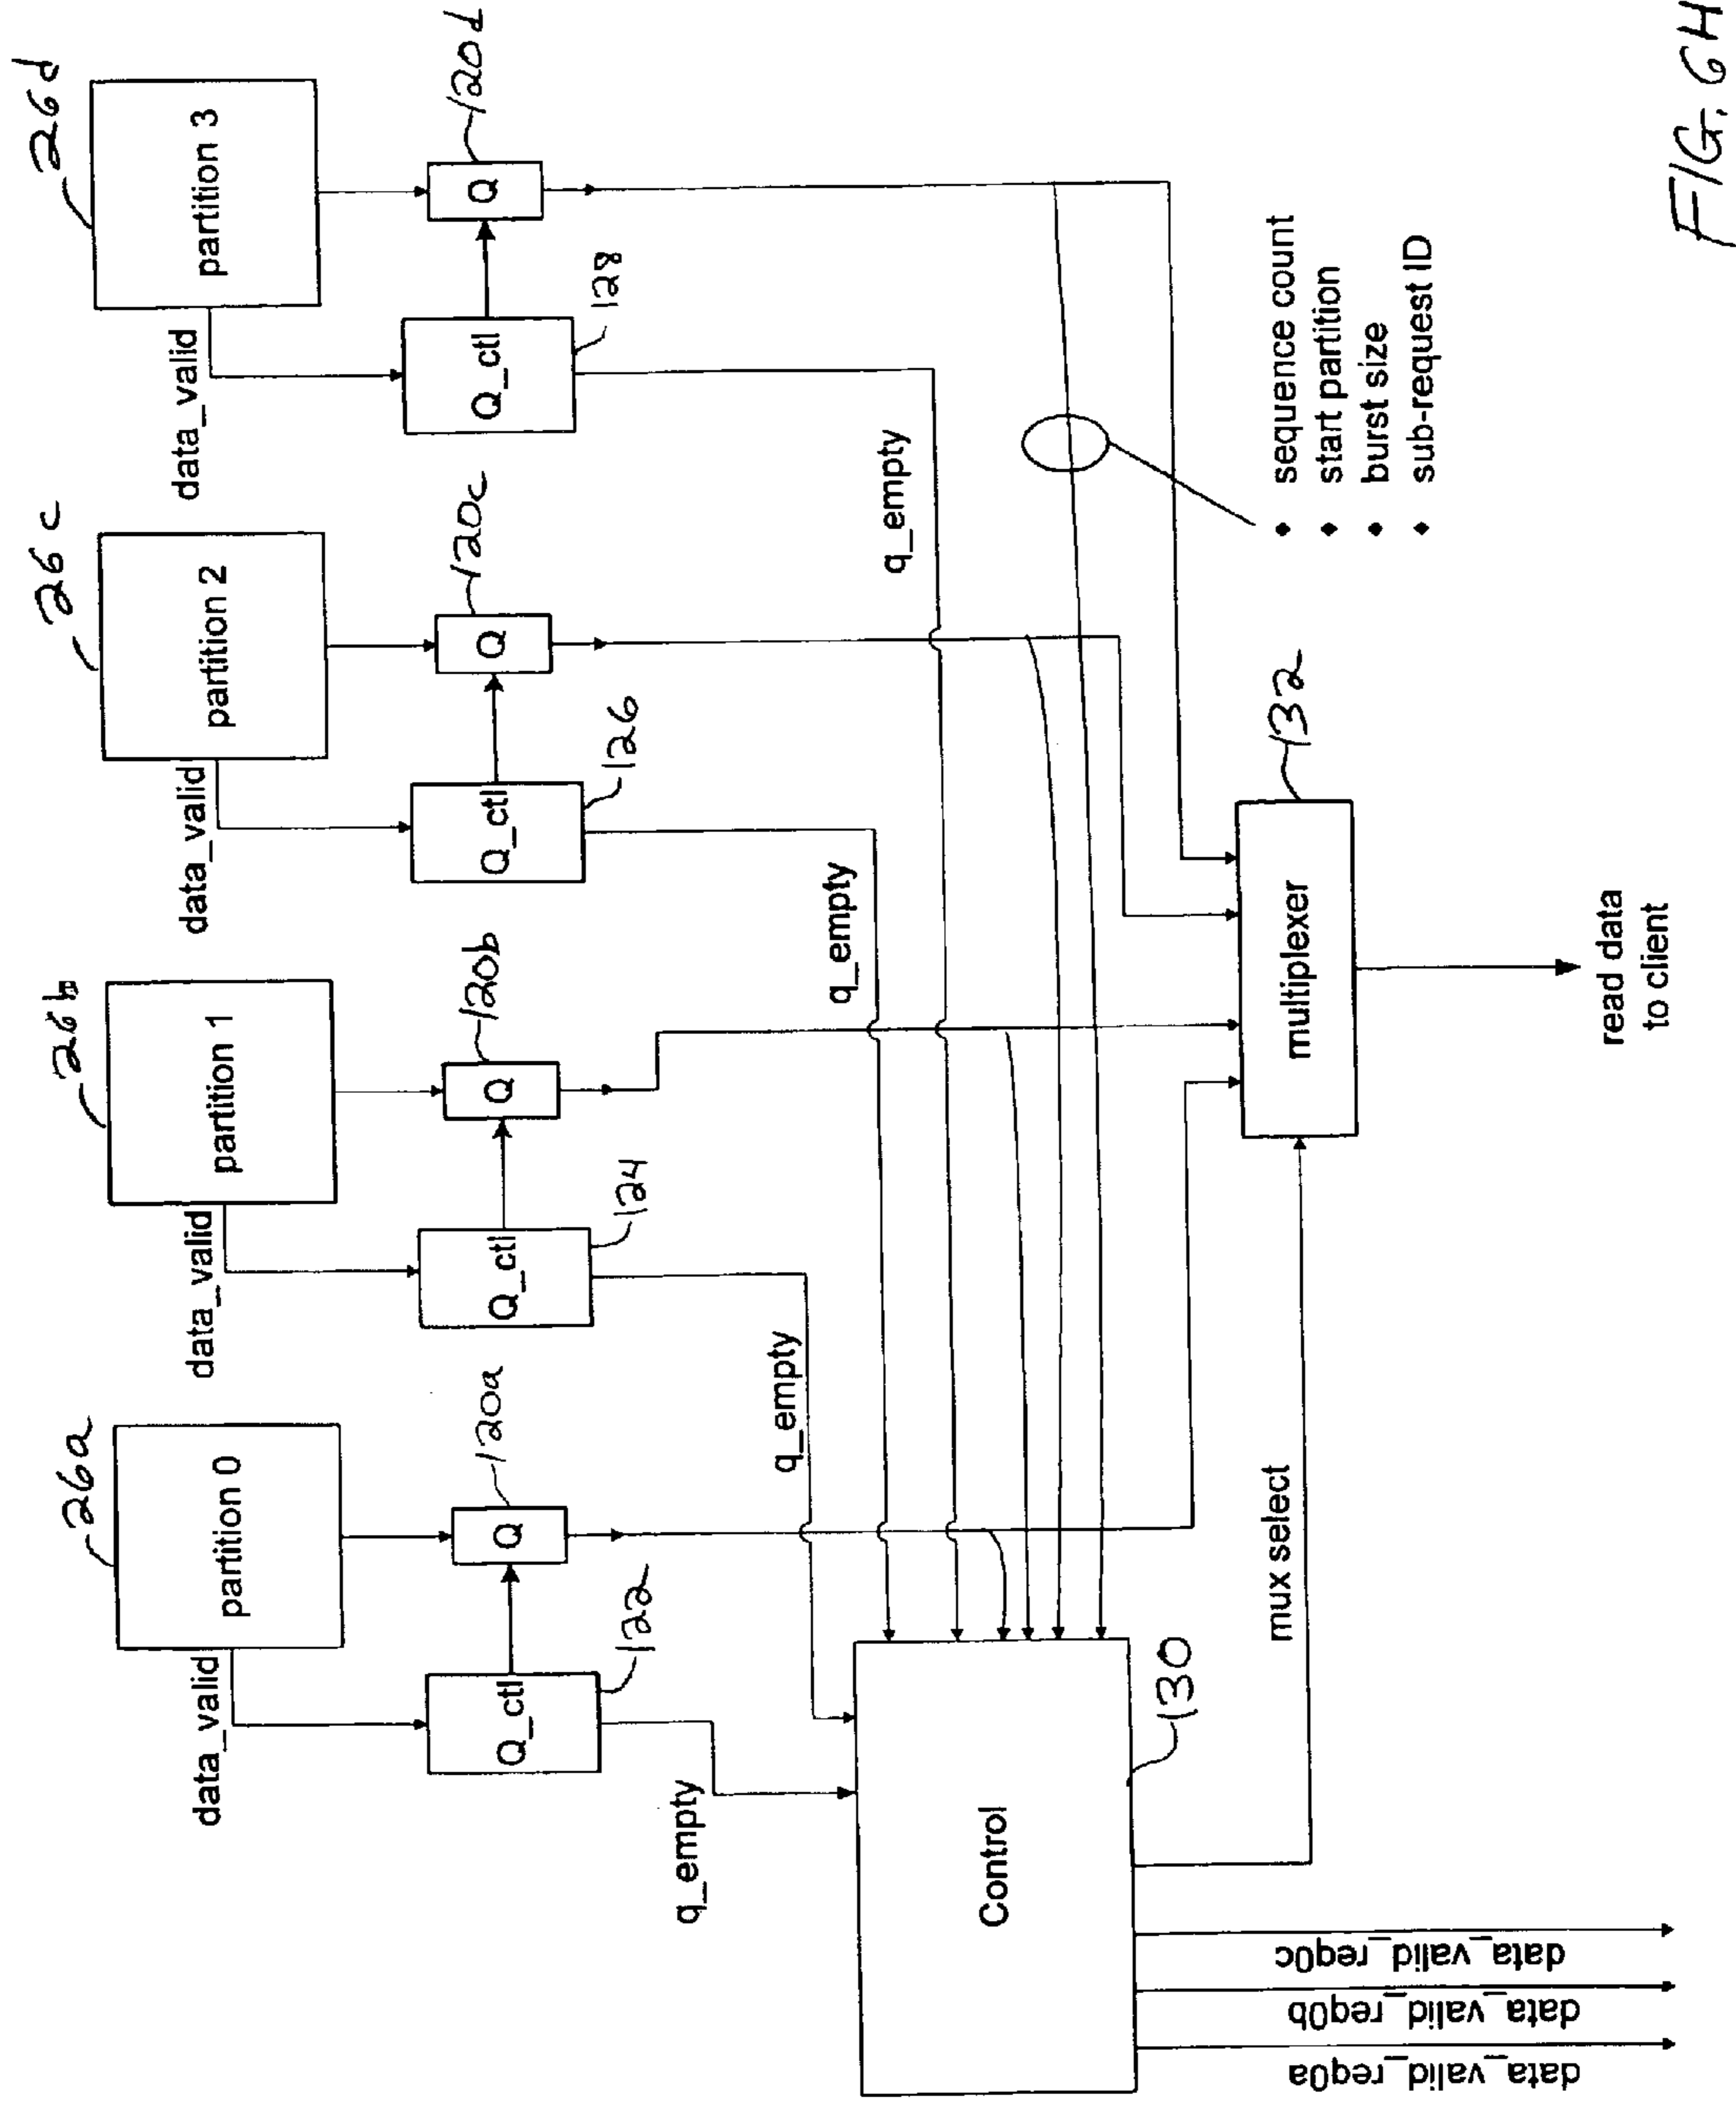 26a
26b
26c
26d
partition 0
partition 1
partition 2
partition 3
data_valid
data_valid
data_valid
data_valid
Q
120a
Q
120b
Q
120c
Q
120d
Q_ctl
122
Q_ctl
124
Q_ctl
126
Q_ctl
128
q_empty
q_empty
q_empty
q_empty
Control
130
mux select
multiplexer
132
♦ sequence count
♦ start partition
♦ burst size
♦ sub-request ID
data_valid_req0a
data_valid_req0b
data_valid_req0c
read data
to client
FIG. 6H